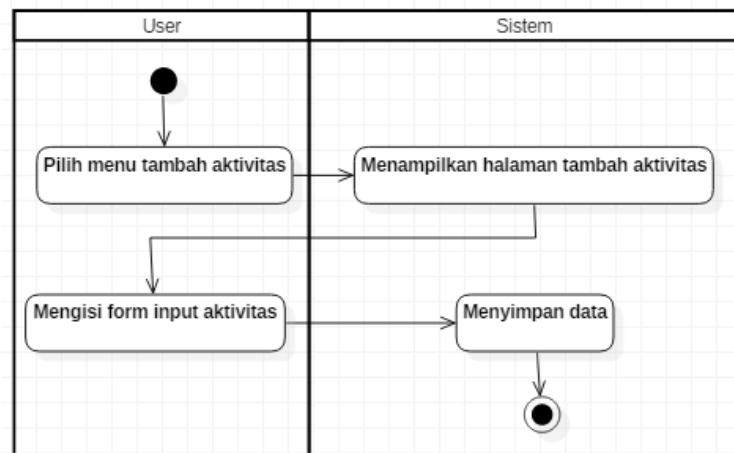 User
Sistem
Pilih menu tambah aktivitas
Menampilkan halaman tambah aktivitas
Mengisi form input aktivitas
Menyimpan data